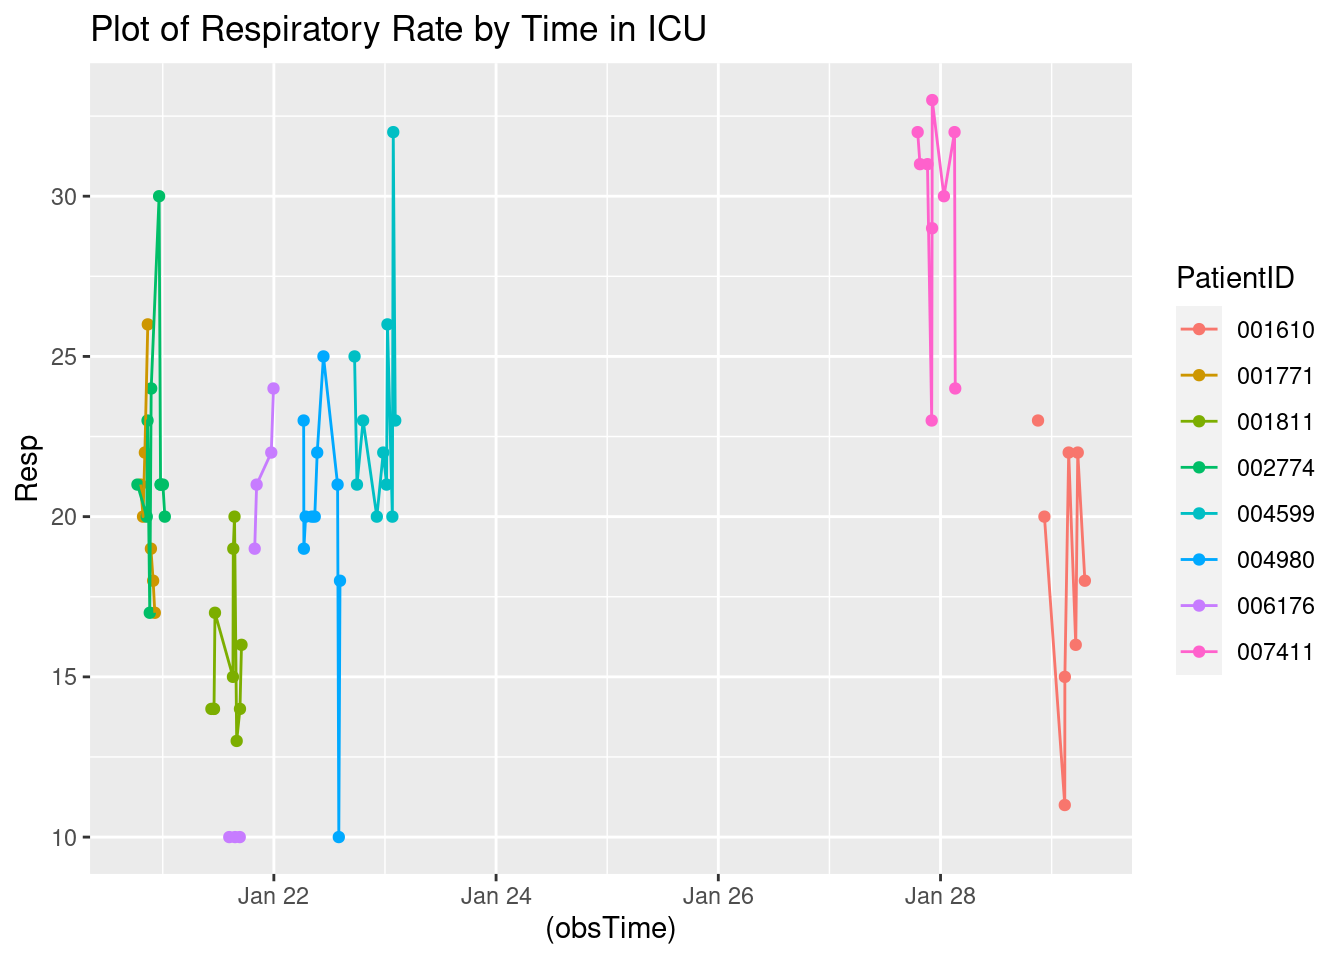 Plot of Respiratory Rate by Time in ICU
Resp
30
25
20
15
10
Jan 22
Jan 24
Jan 26
Jan 28
(obsTime)
PatientID
001610
001771
001811
002774
004599
004980
006176
007411